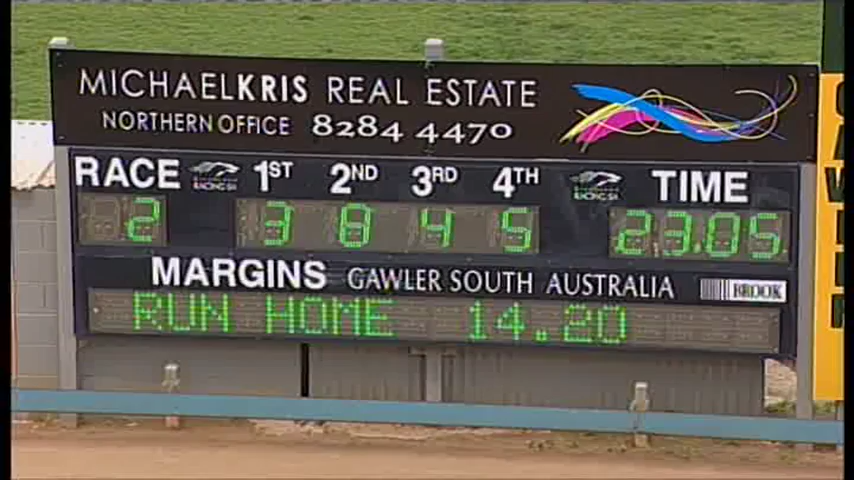 MICHAELKRIS REAL ESTATE
NORTHERN OFFICE 8284 4470
RACE 1ST 2ND 3RD 4TH TIME
2 3 8 4 5 23.05
MARGINS GAWLER SOUTH AUSTRALIA BROOK
RUN HOME 14.20